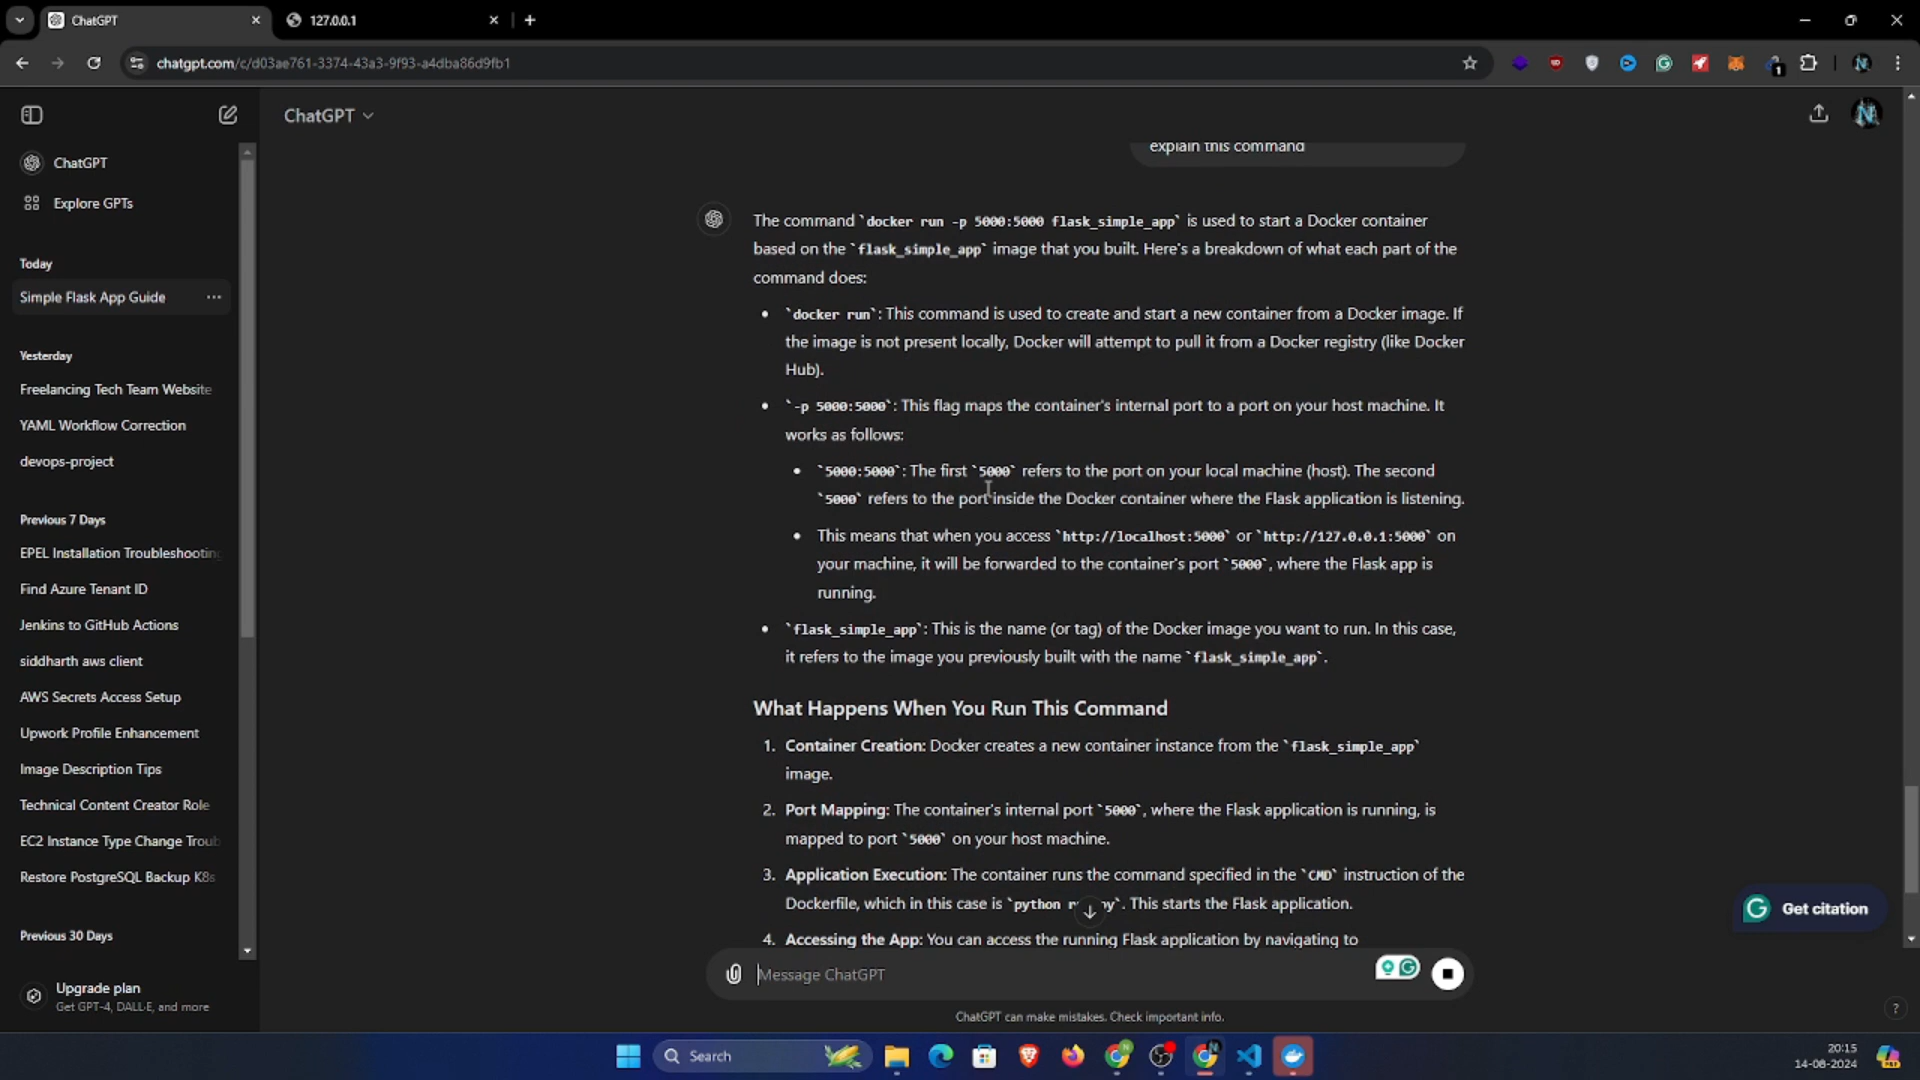 ChatGPT
127.0.0.1
chatgpt.com/c/d03ae761-3374-43a3-9f93-a4dba86d9fb1
1
ChatGPT
ChatGPT
Explore GPTs
Today
Simple Flask App Guide
Yesterday
Freelancing Tech Team Website
YAML Workflow Correction
devops-project
Previous 7 Days
EPEL Installation Troubleshooting
Find Azure Tenant ID
Jenkins to GitHub Actions
siddharth aws client
AWS Secrets Access Setup
Upwork Profile Enhancement
Image Description Tips
Technical Content Creator Role
EC2 Instance Type Change Troub
Restore PostgreSQL Backup K8s
Previous 30 Days
Upgrade plan
Get GPT-4, DALL·E, and more
explain this command
The command `docker run -p 5000:5000 flask_simple_app` is used to start a Docker container
based on the `flask_simple_app` image that you built. Here's a breakdown of what each part of the
command does:
• `docker run`: This command is used to create and start a new container from a Docker image. If
the image is not present locally, Docker will attempt to pull it from a Docker registry (like Docker
Hub).
• `-p 5000:5000`: This flag maps the container's internal port to a port on your host machine. It
works as follows:
• `5000:5000`: The first `5000` refers to the port on your local machine (host). The second
`5000` refers to the port inside the Docker container where the Flask application is listening.
• This means that when you access `http://localhost:5000` or `http://127.0.0.1:5000` on
your machine, it will be forwarded to the container's port `5000`, where the Flask app is
running.
• `flask_simple_app`: This is the name (or tag) of the Docker image you want to run. In this case,
it refers to the image you previously built with the name `flask_simple_app`.
What Happens When You Run This Command
1. Container Creation: Docker creates a new container instance from the `flask_simple_app`
image.
2. Port Mapping: The container's internal port `5000`, where the Flask application is running, is
mapped to port `5000` on your host machine.
3. Application Execution: The container runs the command specified in the `CMD` instruction of the
Dockerfile, which in this case is `python r py`. This starts the Flask application.
4. Accessing the App: You can access the running Flask application by navigating to
Get citation
Message ChatGPT
ChatGPT can make mistakes. Check important info.
?
Search
20:15
14-08-2024